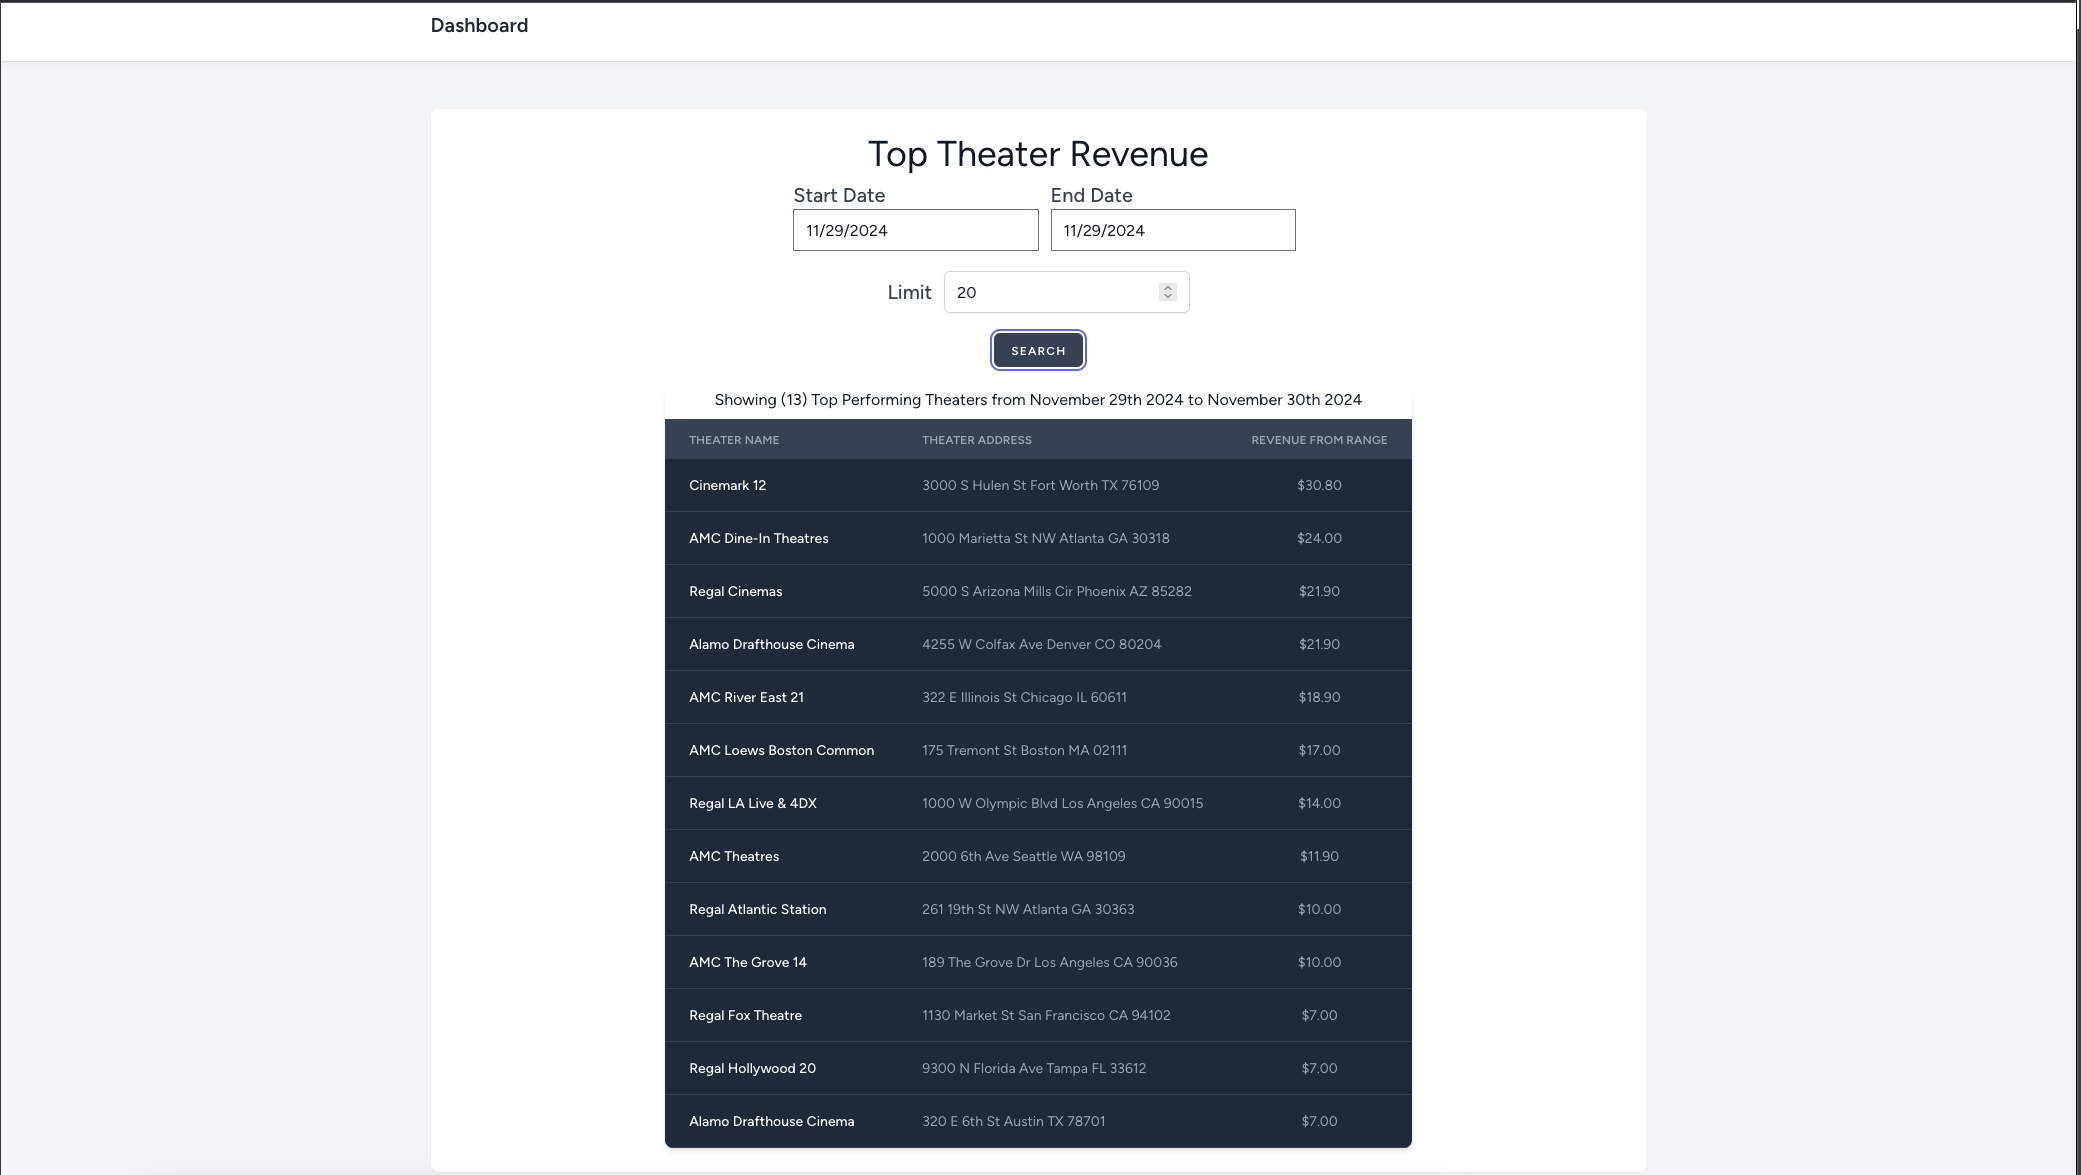 Dashboard
Top Theater Revenue
Start Date End Date
11/29/2024 11/29/2024
Limit 20
SEARCH
Showing (13) Top Performing Theaters from November 29th 2024 to November 30th 2024
THEATER NAME THEATER ADDRESS REVENUE FROM RANGE
Cinemark 12 3000 S Hulen St Fort Worth TX 76109 $30.80
AMC Dine-In Theatres 1000 Marietta St NW Atlanta GA 30318 $24.00
Regal Cinemas 5000 S Arizona Mills Cir Phoenix AZ 85282 $21.90
Alamo Drafthouse Cinema 4255 W Colfax Ave Denver CO 80204 $21.90
AMC River East 21 322 E Illinois St Chicago IL 60611 $18.90
AMC Loews Boston Common 175 Tremont St Boston MA 02111 $17.00
Regal LA Live & 4DX 1000 W Olympic Blvd Los Angeles CA 90015 $14.00
AMC Theatres 2000 6th Ave Seattle WA 98109 $11.90
Regal Atlantic Station 261 19th St NW Atlanta GA 30363 $10.00
AMC The Grove 14 189 The Grove Dr Los Angeles CA 90036 $10.00
Regal Fox Theatre 1130 Market St San Francisco CA 94102 $7.00
Regal Hollywood 20 9300 N Florida Ave Tampa FL 33612 $7.00
Alamo Drafthouse Cinema 320 E 6th St Austin TX 78701 $7.00